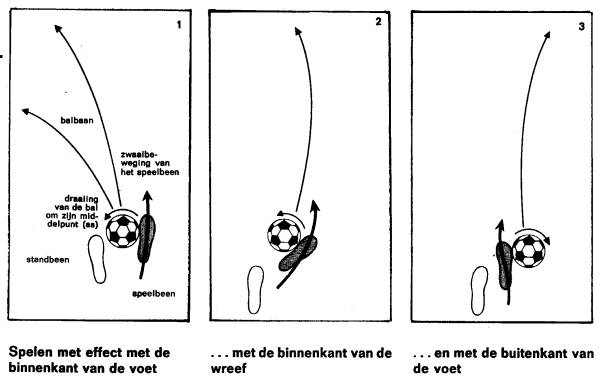 1
balbaan
zwaaibe-
weging van
het speelbeen
draaiing
van de bal
om zijn mid-
delpunt (as)
standbeen
speelbeen
Spelen met effect met de
binnenkant van de voet
2
. . . met de binnenkant van de
wreef
3
. . . en met de buitenkant van
de voet